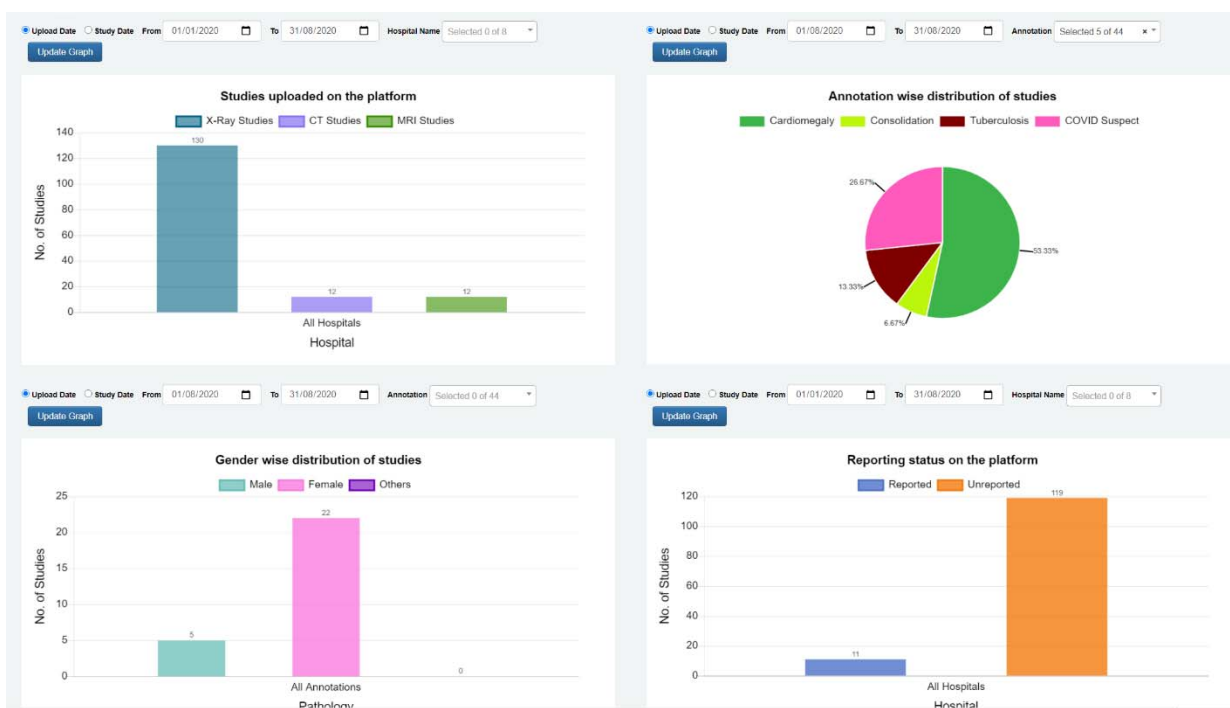 Upload Date Study Date From 01/01/2020 To 31/08/2020 Hospital Name Selected 0 of 8
Update Graph
Studies uploaded on the platform
X-Ray Studies CT Studies MRI Studies
140
120
100
80
60
40
20
0
No. of Studies
130
12
12
All Hospitals
Hospital
Upload Date Study Date From 01/08/2020 To 31/08/2020 Annotation Selected 5 of 44 ×
Update Graph
Annotation wise distribution of studies
Cardiomegaly Consolidation Tuberculosis COVID Suspect
26.67%
53.33%
13.33%
6.67%
Upload Date Study Date From 01/08/2020 To 31/08/2020 Annotation Selected 0 of 44
Update Graph
Gender wise distribution of studies
Male Female Others
25
20
15
10
5
0
No. of Studies
5
22
0
All Annotations
Pathology
Upload Date Study Date From 01/01/2020 To 31/08/2020 Hospital Name Selected 0 of 8
Update Graph
Reporting status on the platform
Reported Unreported
120
100
80
60
40
20
0
No. of Studies
11
119
All Hospitals
Hospital